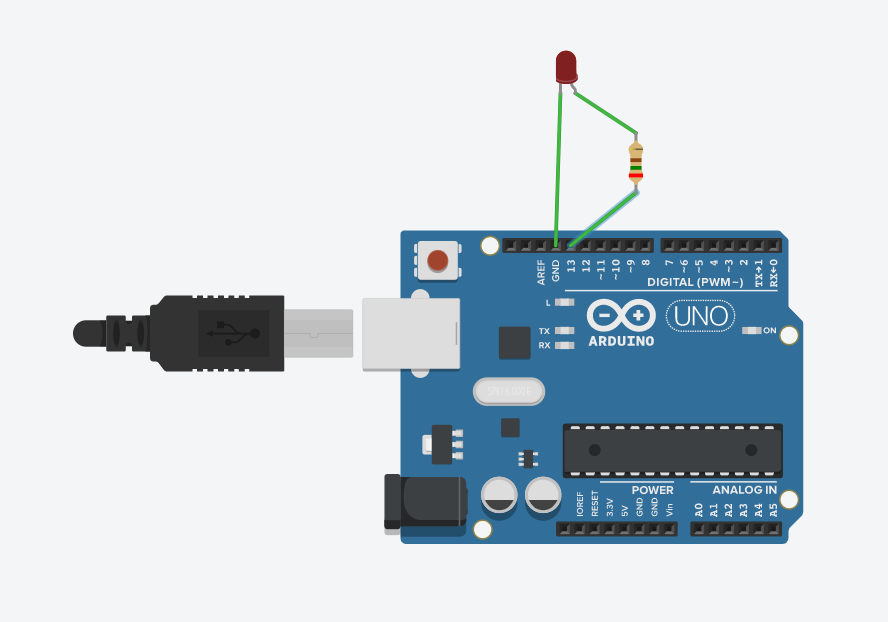 AREF
GND
13
12
~11
~10
~9
8
7
~6
~5
4
~3
2
TX→1
RX←0
DIGITAL (PWM~)
L
TX
RX
ARDUINO
UNO
ON
IOREF
RESET
3.3V
5V
GND
GND
Vin
POWER
A0
A1
A2
A3
A4
A5
ANALOG IN